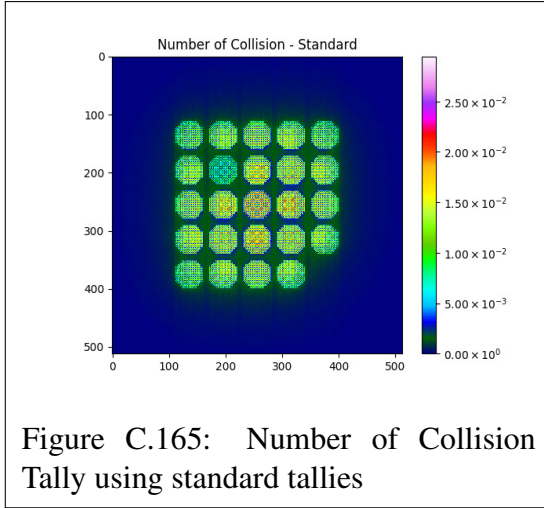 Number of Collision - Standard
0
100
200
300
400
500
0
100
200
300
400
500
2.50 × 10⁻²
2.00 × 10⁻²
1.50 × 10⁻²
1.00 × 10⁻²
5.00 × 10⁻³
0.00 × 10⁰
Figure C.165: Number of Collision
Tally using standard tallies